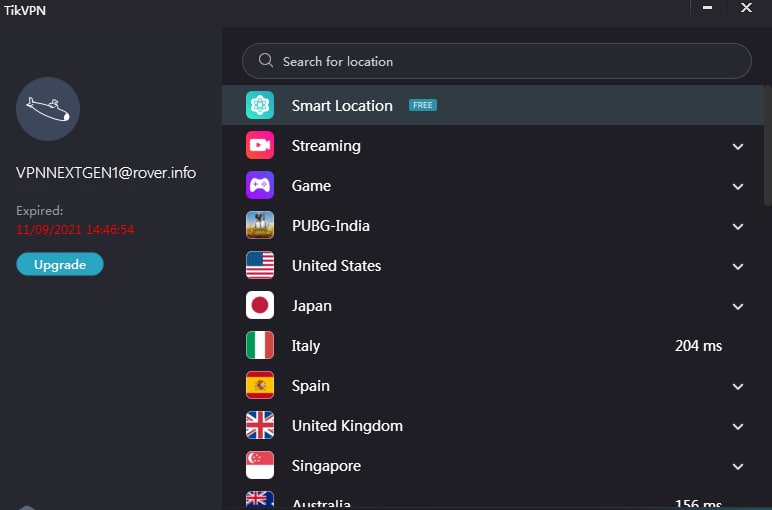 TikVPN
VPNNEXTGEN1@rover.info
Expired:
11/09/2021 14:46:54
Upgrade
Search for location
Smart Location FREE
Streaming
Game
PUBG-India
United States
Japan
Italy 204 ms
Spain
United Kingdom
Singapore
Australia 156 ms